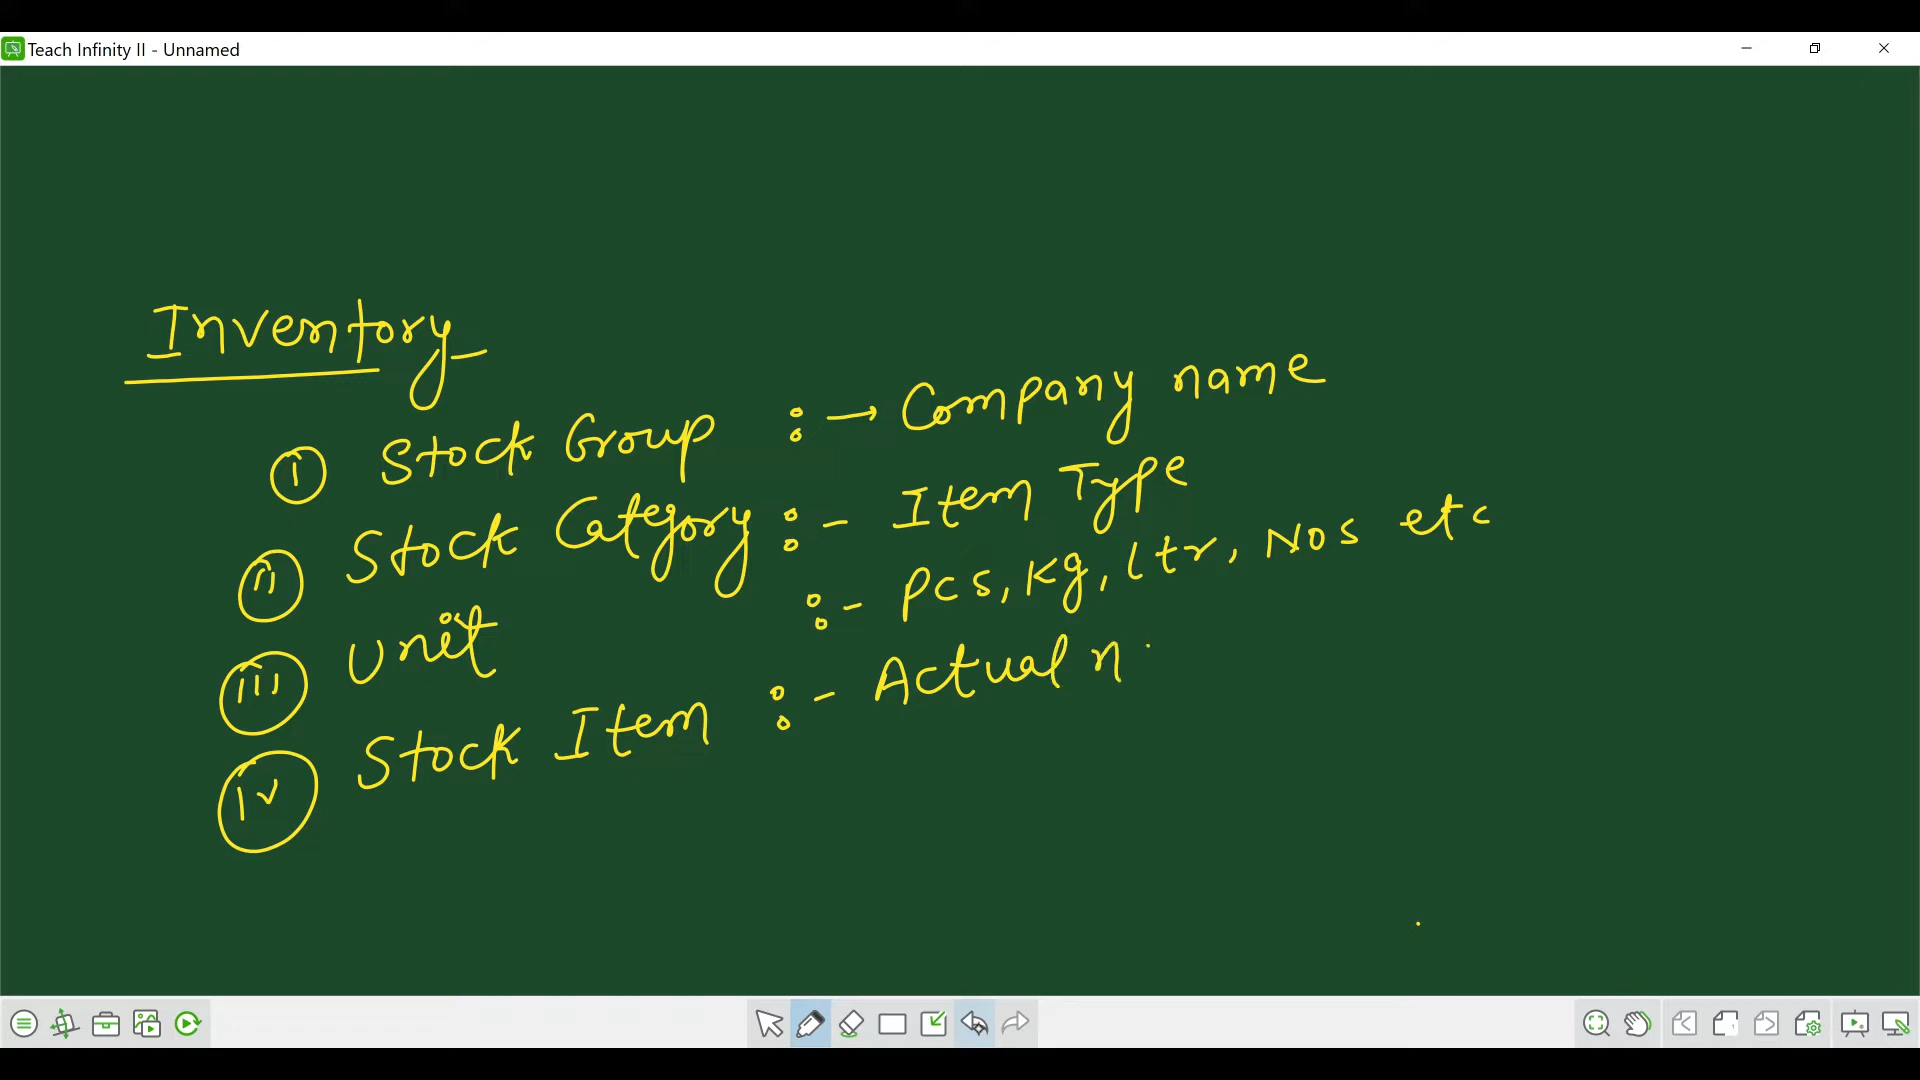 Teach Infinity II - Unnamed
Inventory
I Stock Group :→ Company name
II Stock Category :- Item Type
III Unit :- Pcs, Kg, Ltr, Nos etc
IV Stock Item :- Actual n